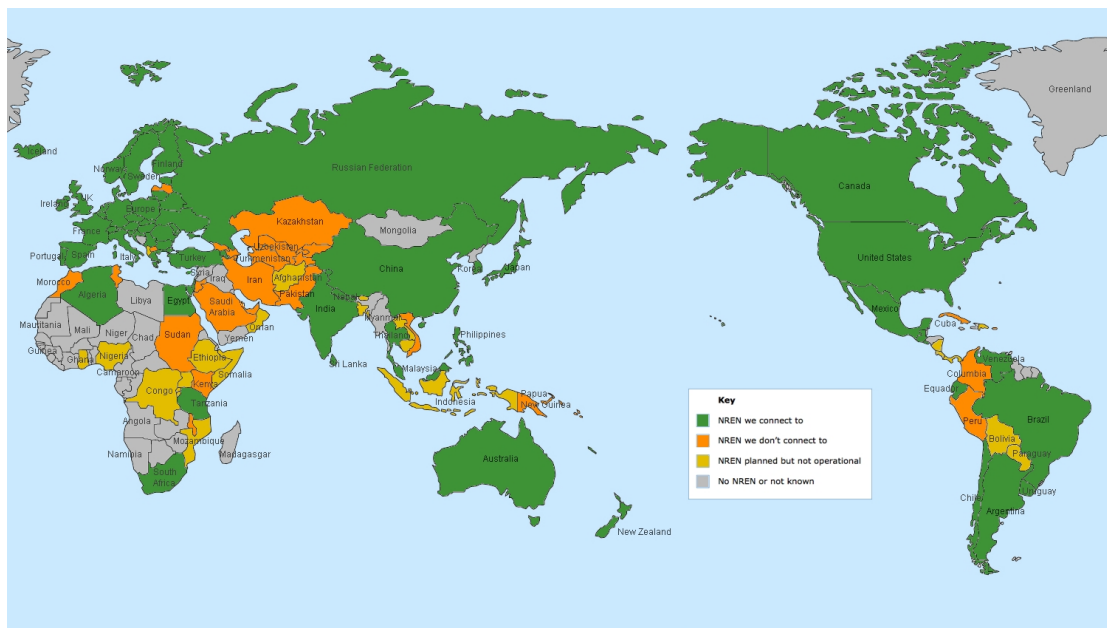 Greenland
Iceland
Finland
Norway
Sweden
Russian Federation
Canada
Ireland
UK
Europe
France
Kazakhstan
Mongolia
Portugal
Spain
Italy
Turkey
Uzbekistan
Turkmenistan
United States
Syria
Iraq
Iran
Afghanistan
China
Korea
Japan
Morocco
Algeria
Libya
Egypt
Saudi
Arabia
Pakistan
Nepal
India
Mexico
Cuba
Mautitania
Mali
Niger
Chad
Sudan
Oman
Yemen
Myanmer
Thailand
Philippines
Guinea
Ghana
Nigeria
Cameroon
Ethiopia
Somalia
Sri Lanka
Malaysia
Venezuela
Columbia
Equador
Congo
Kenya
Tanzania
Indonesia
Papua
New Guinea
Brazil
Peru
Angola
Mozambique
Namibia
Madagasgar
South
Africa
Australia
New Zealand
Bolivia
Paraguay
Chile
Uruguay
Argentina
Key
NREN we connect to
NREN we don't connect to
NREN planned but not operational
No NREN or not known